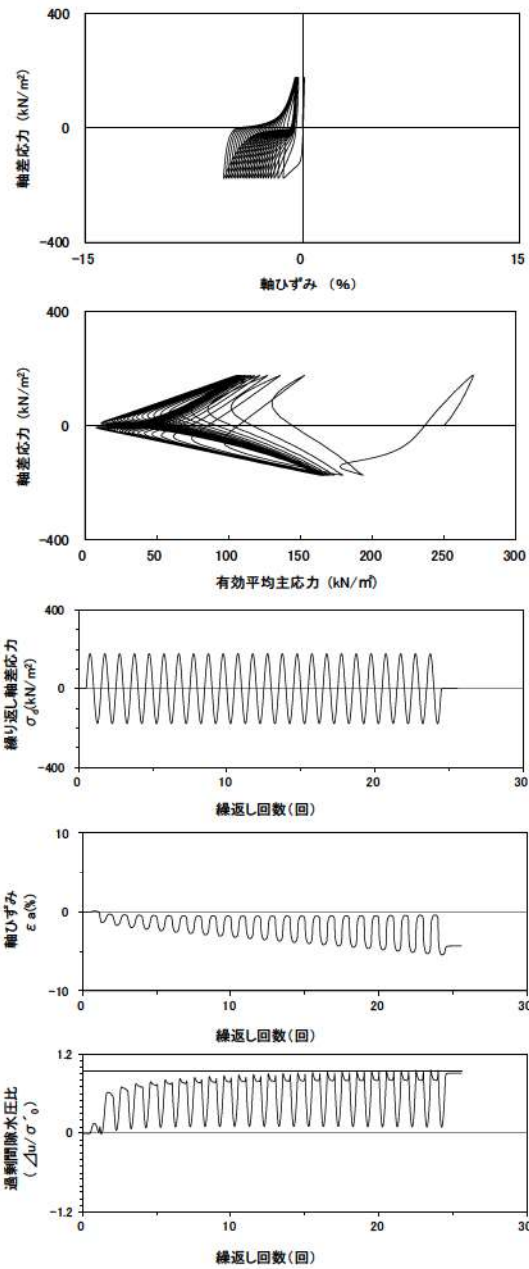 400
0
-400
軸差応力 (kN/m²)
-15
0
15
軸ひずみ (%)
400
0
-400
軸差応力 (kN/m²)
0
50
100
150
200
250
300
有効平均主応力 (kN/㎡)
400
0
-400
繰り返し軸差応力
σd(kN/m²)
0
10
20
30
繰返し回数(回)
10
0
-10
軸ひずみ
εa(%)
0
10
20
30
繰返し回数(回)
1.2
0
-1.2
過剰間隙水圧比
(⊿u/σ´0)
0
10
20
30
繰返し回数(回)